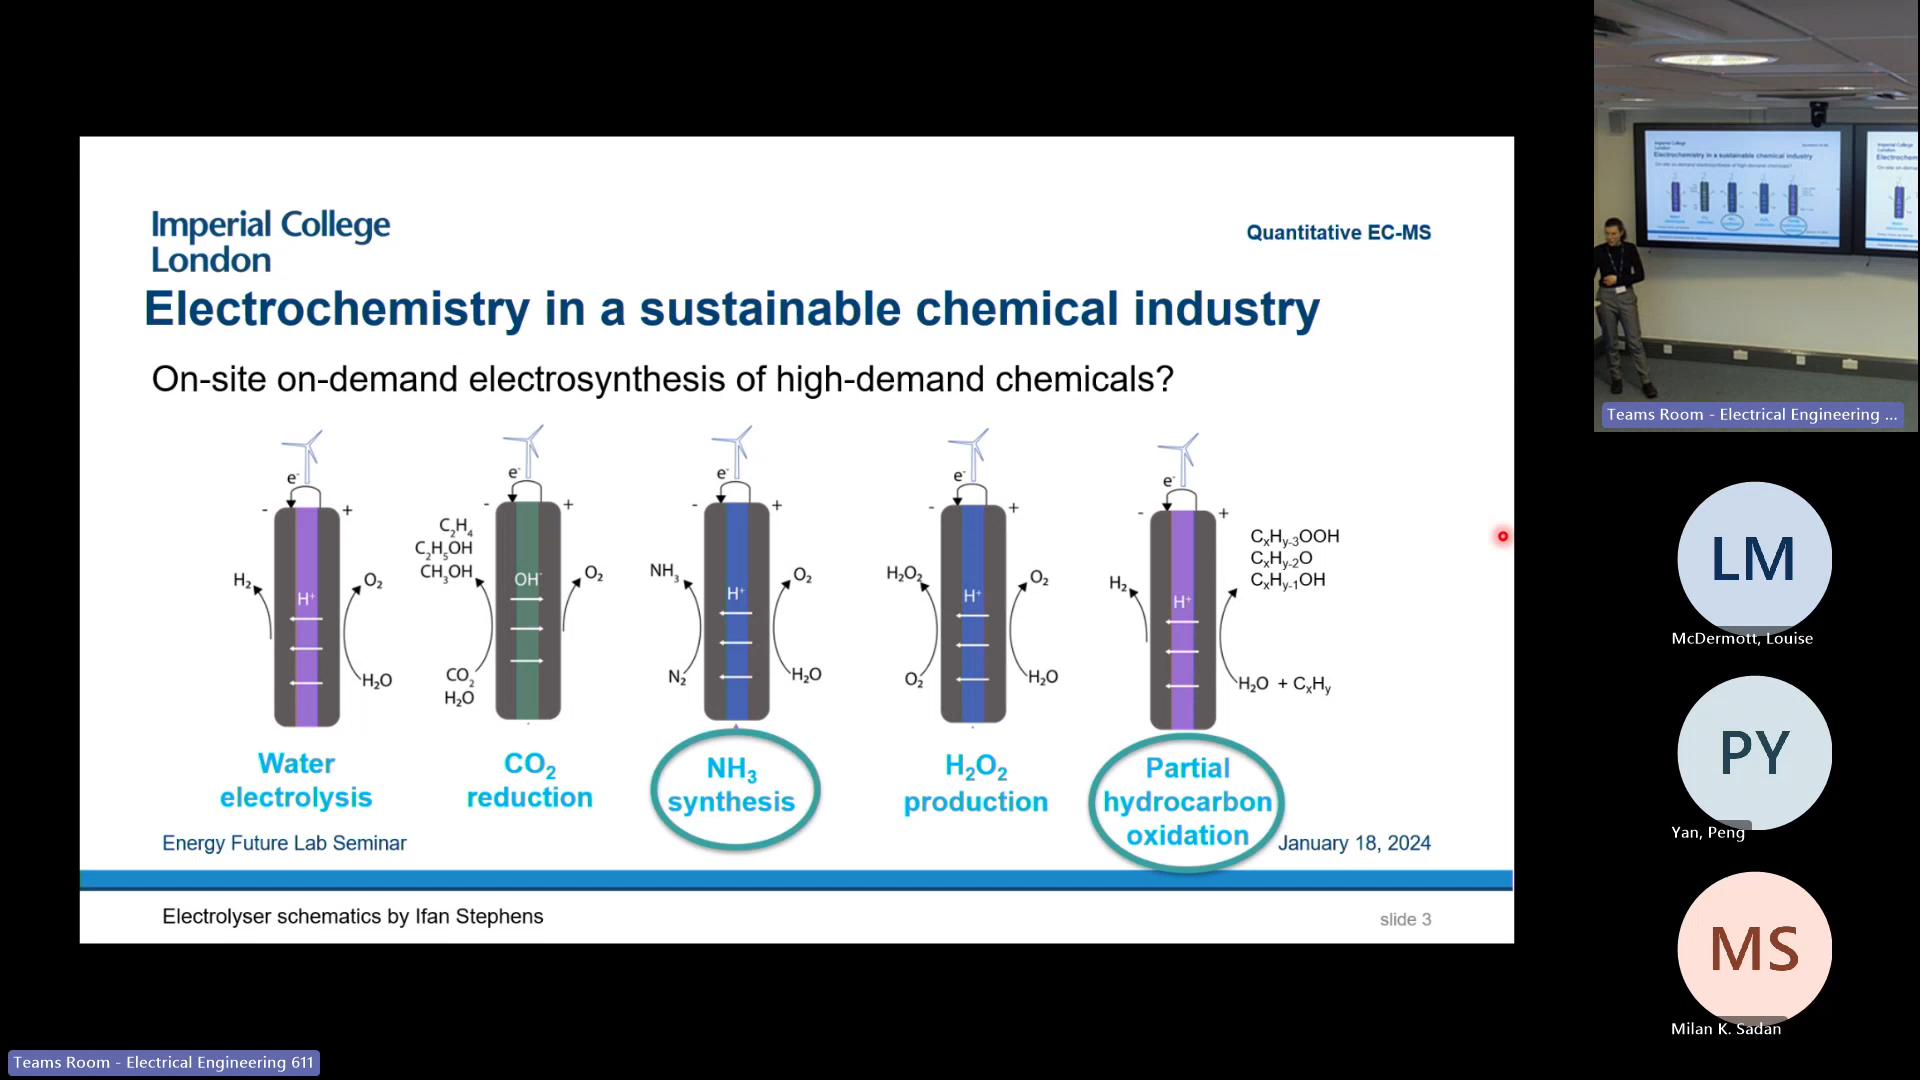 Imperial College
London
Quantitative EC-MS
Electrochemistry in a sustainable chemical industry
On-site on-demand electrosynthesis of high-demand chemicals?
e-
- +
H2
O2
H+
H2O
Water
electrolysis
e-
- +
C2H4
C2H5OH
CH3OH
OH-
O2
CO2
H2O
CO2
reduction
e-
- +
NH3
O2
H+
N2
H2O
NH3
synthesis
e-
- +
H2O2
O2
H+
O2
H2O
H2O2
production
e-
- +
CxHy-3OOH
CxHy-2O
CxHy-1OH
H2
H+
H2O + CxHy
Partial
hydrocarbon
oxidation
Energy Future Lab Seminar
January 18, 2024
Electrolyser schematics by Ifan Stephens
slide 3
Teams Room - Electrical Engineering ...
LM
McDermott, Louise
PY
Yan, Peng
MS
Milan K. Sadan
Teams Room - Electrical Engineering 611